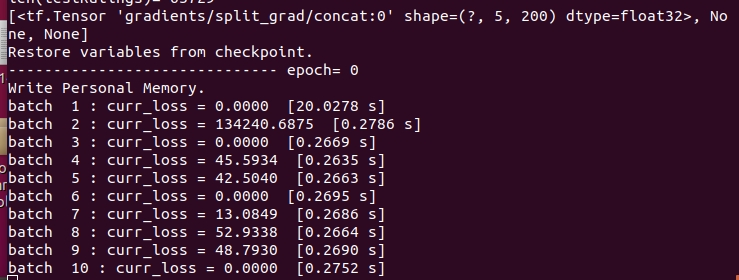 [<tf.Tensor 'gradients/split_grad/concat:0' shape=(?, 5, 200) dtype=float32>, No
ne, None]
Restore variables from checkpoint.
------------------------------ epoch= 0
Write Personal Memory.
batch  1 : curr_loss = 0.0000  [20.0278 s]
batch  2 : curr_loss = 134240.6875  [0.2786 s]
batch  3 : curr_loss = 0.0000  [0.2669 s]
batch  4 : curr_loss = 45.5934  [0.2635 s]
batch  5 : curr_loss = 42.5040  [0.2663 s]
batch  6 : curr_loss = 0.0000  [0.2695 s]
batch  7 : curr_loss = 13.0849  [0.2686 s]
batch  8 : curr_loss = 52.9338  [0.2664 s]
batch  9 : curr_loss = 48.7930  [0.2690 s]
batch  10 : curr_loss = 0.0000  [0.2752 s]